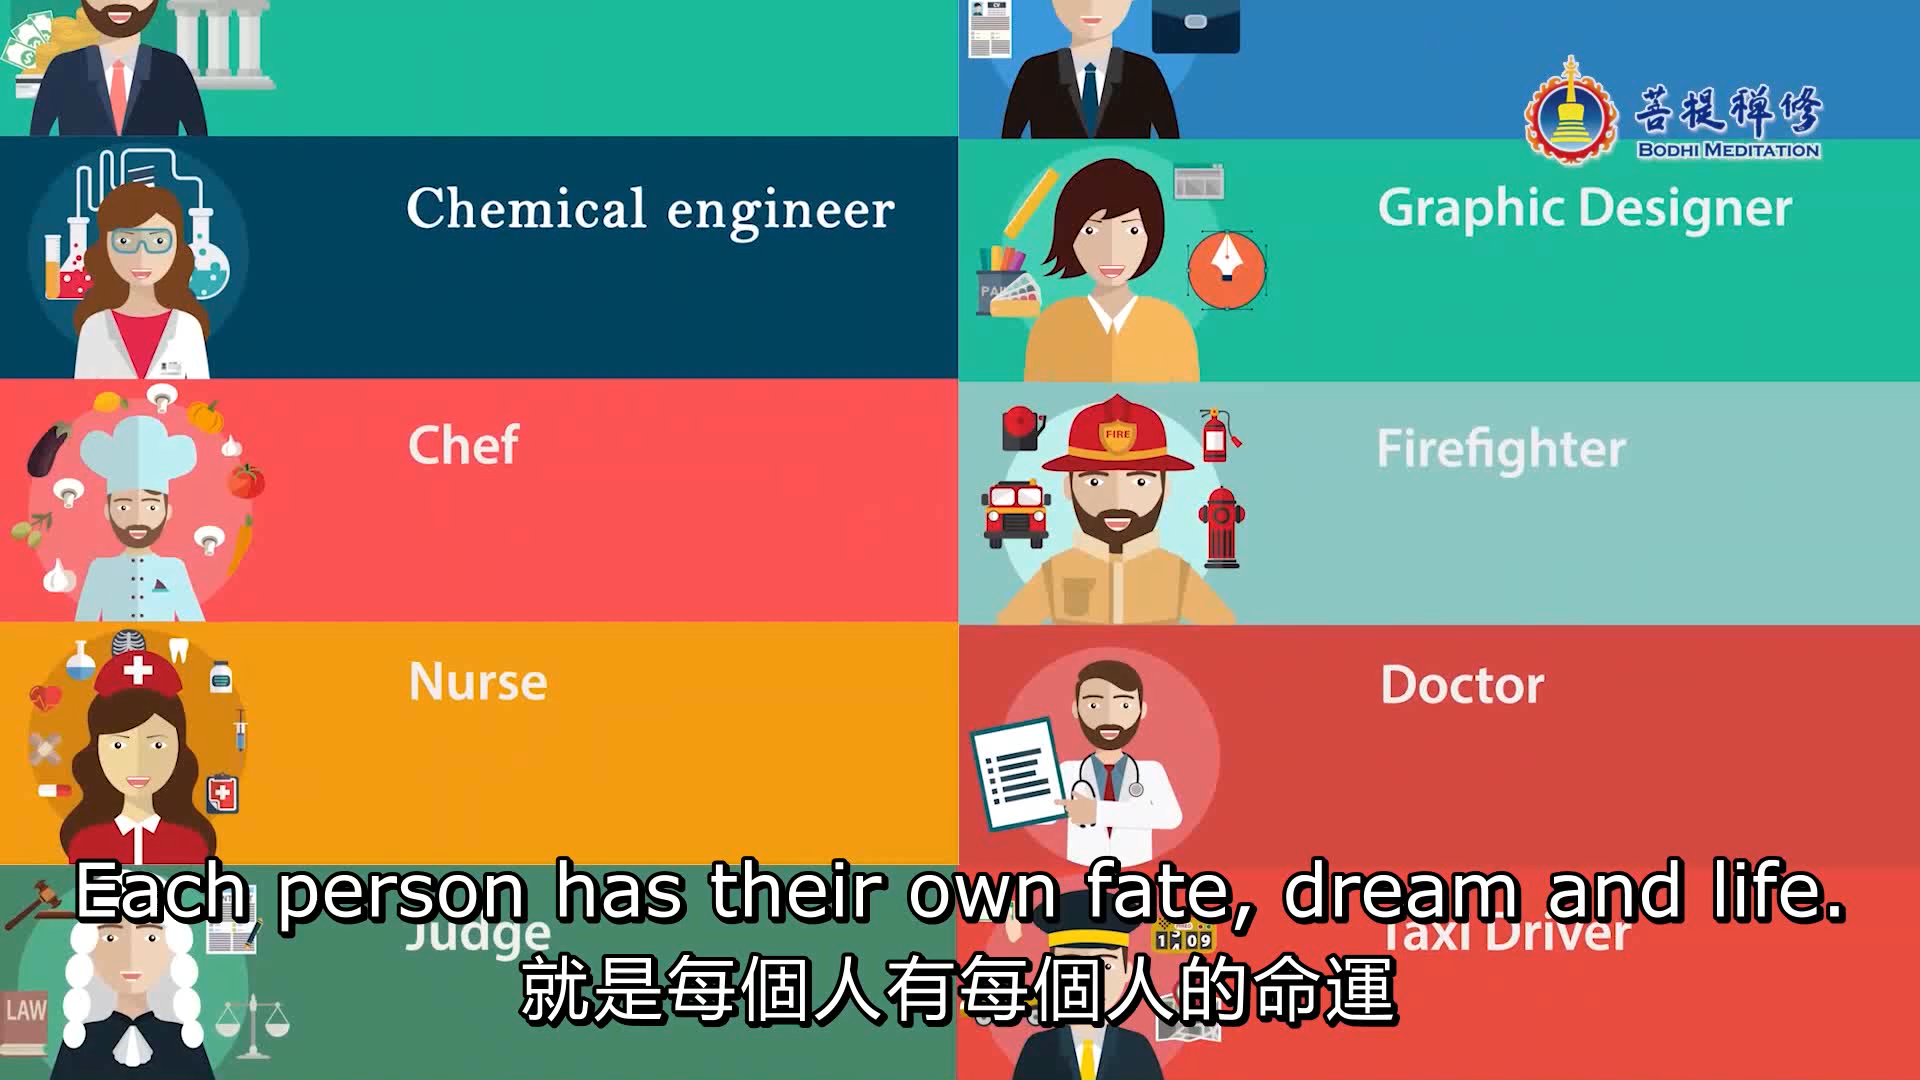 CV
菩提禪修
BODHI MEDITATION
Chemical engineer
Graphic Designer
Chef
FIRE
Firefighter
Nurse
Doctor
Judge
Taxi Driver
LAW
Each person has their own fate, dream and life.
就是每個人有每個人的命運